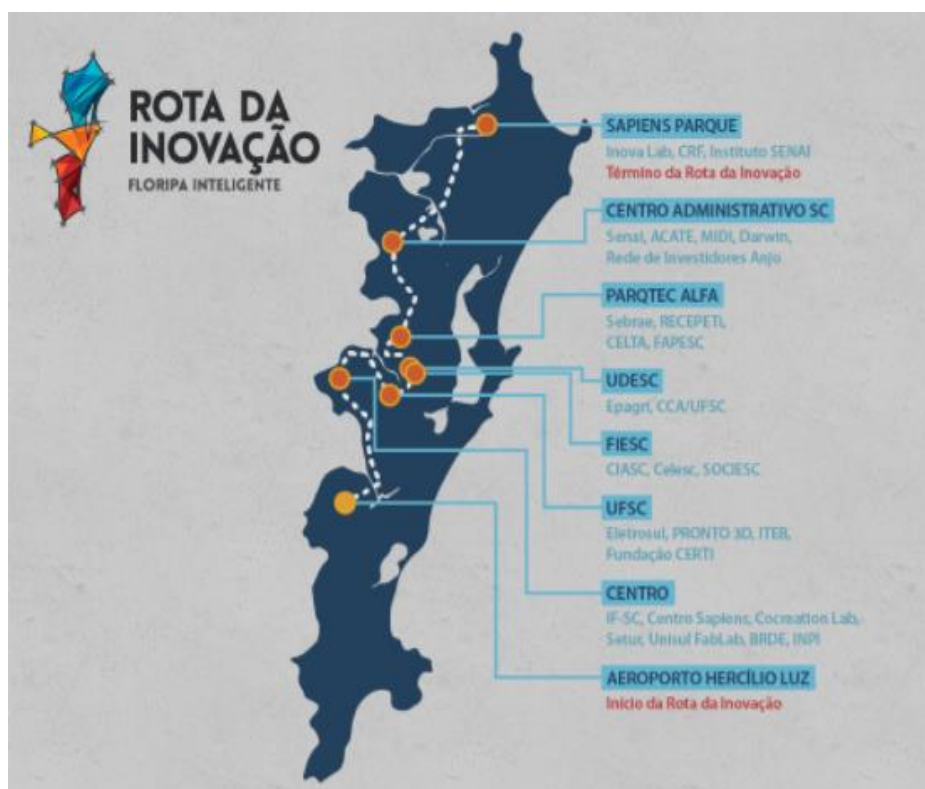 ROTA DA
INOVAÇÃO
FLORIPA INTELIGENTE
SAPIENS PARQUE
Inova Lab, CRF, Instituto SENAI
Término da Rota da Inovação
CENTRO ADMINISTRATIVO SC
Senai, ACATE, MIDI, Darwin,
Rede de Investidores Anjo
PARQTEC ALFA
Sebrae, RECEPETI,
CELTA, FAPESC
UDESC
Epagri, CCA/UFSC
FIESC
CIASC, Celesc, SOCIESC
UFSC
Eletrosul, PRONTO 3D, ITEB,
Fundação CERTI
CENTRO
IF-SC, Centro Sapiens, Cocreation Lab,
Setur, Unisul FabLab, BRDE, INPI
AEROPORTO HERCÍLIO LUZ
Início da Rota da Inovação